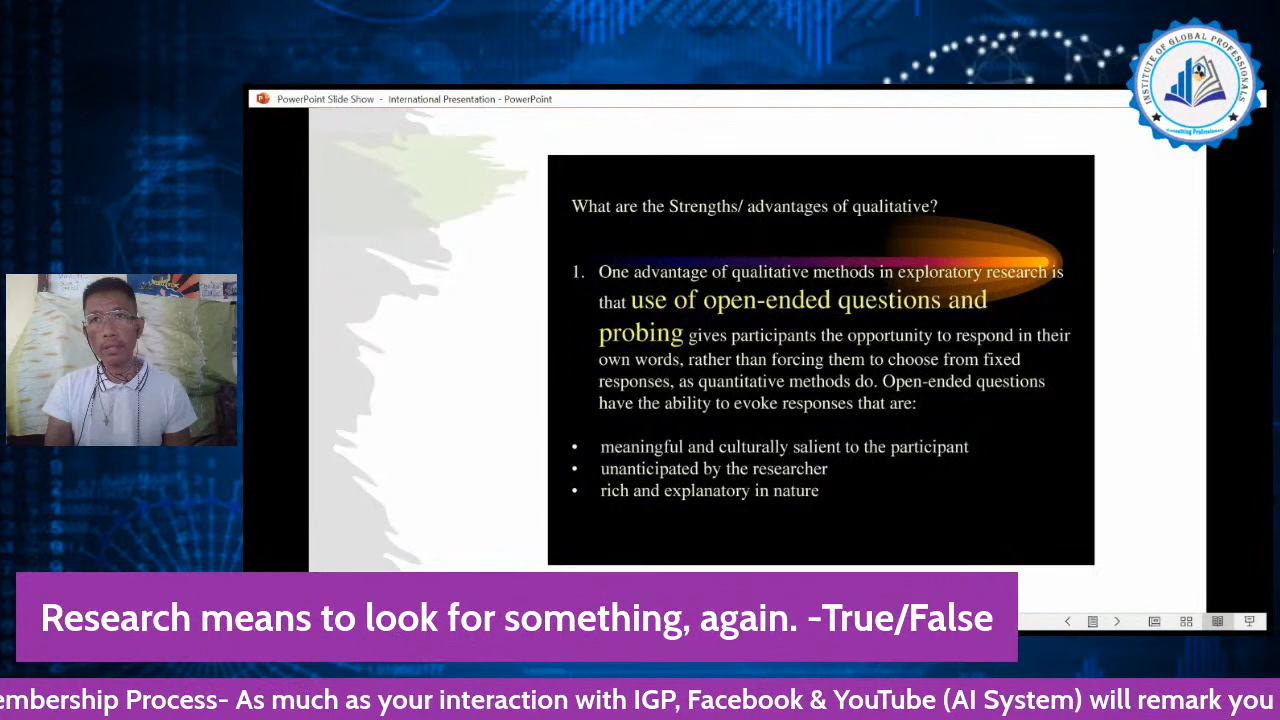 INSTITUTE OF GLOBAL PROFESSIONALS
Consulting Professionals
PowerPoint Slide Show - International Presentation - PowerPoint
What are the Strengths/ advantages of qualitative?
1. One advantage of qualitative methods in exploratory research is
that use of open-ended questions and
probing gives participants the opportunity to respond in their
own words, rather than forcing them to choose from fixed
responses, as quantitative methods do. Open-ended questions
have the ability to evoke responses that are:
• meaningful and culturally salient to the participant
• unanticipated by the researcher
• rich and explanatory in nature
Research means to look for something, again. -True/False
embership Process- As much as your interaction with IGP, Facebook & YouTube (AI System) will remark you